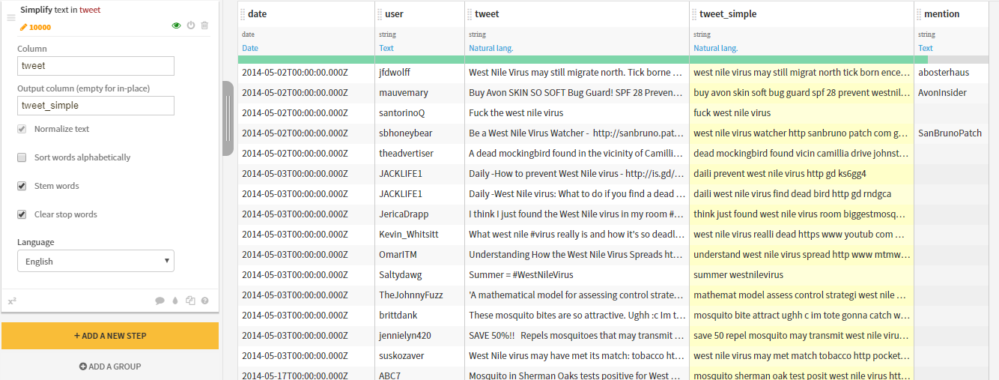 Simplify text in tweet
10000
Column
tweet
Output column (empty for in-place)
tweet_simple
Normalize text
Sort words alphabetically
Stem words
Clear stop words
Language
English
x²
+ ADD A NEW STEP
ADD A GROUP
date user tweet tweet_simple mention
date string string string string
Date Text Natural lang. Natural lang. Text
2014-05-02T00:00:00.000Z jfdwolff West Nile Virus may still migrate north. Tick borne … west nile virus may still migrat north tick born ence… abosterhaus
2014-05-02T00:00:00.000Z mauvemary Buy Avon SKIN SO SOFT Bug Guard! SPF 28 Preven… buy avon skin soft bug guard spf 28 prevent westnil… AvonInsider
2014-05-02T00:00:00.000Z santorinoQ Fuck the west nile virus fuck west nile virus
2014-05-02T00:00:00.000Z sbhoneybear Be a West Nile Virus Watcher - http://sanbruno.pat… west nile virus watcher http sanbruno patch com g… SanBrunoPatch
2014-05-02T00:00:00.000Z theadvertiser A dead mockingbird found in the vicinity of Camilli… dead mockingbird found vicin camillia drive johnst…
2014-05-03T00:00:00.000Z JACKLIFE1 Daily -How to prevent West Nile virus - http://is.gd/… daili prevent west nile virus http gd ks6gg4
2014-05-03T00:00:00.000Z JACKLIFE1 Daily -West Nile virus: What to do if you find a dead … daili west nile virus find dead bird http gd rndgca
2014-05-03T00:00:00.000Z JericaDrapp I think I just found the West Nile virus in my room #… think just found west nile virus room biggestmosq…
2014-05-03T00:00:00.000Z Kevin_Whitsitt What west nile #virus really is and how it's so deadl… west nile virus realli dead https www youtub com …
2014-05-03T00:00:00.000Z OmarITM Understanding How the West Nile Virus Spreads ht… understand west nile virus spread http www mtmw…
2014-05-03T00:00:00.000Z Saltydawg Summer = #WestNileVirus summer westnilevirus
2014-05-03T00:00:00.000Z TheJohnnyFuzz 'A mathematical model for assessing control strate… mathemat model assess control strategi west nile …
2014-05-03T00:00:00.000Z brittdank These mosquito bites are so attractive. Ughh :c Im t… mosquito bite attract ughh c im tote gonna catch w…
2014-05-03T00:00:00.000Z jennielyn420 SAVE 50%!! Repels mosquitoes that may transmit … save 50 repel mosquito may transmit west nile viru…
2014-05-03T00:00:00.000Z suskozaver West Nile virus may have met its match: tobacco ht… west nile virus may met match tobacco http pocket…
2014-05-17T00:00:00.000Z ABC7 Mosquito in Sherman Oaks tests positive for West … mosquito sherman oak test posit west nile virus htt…